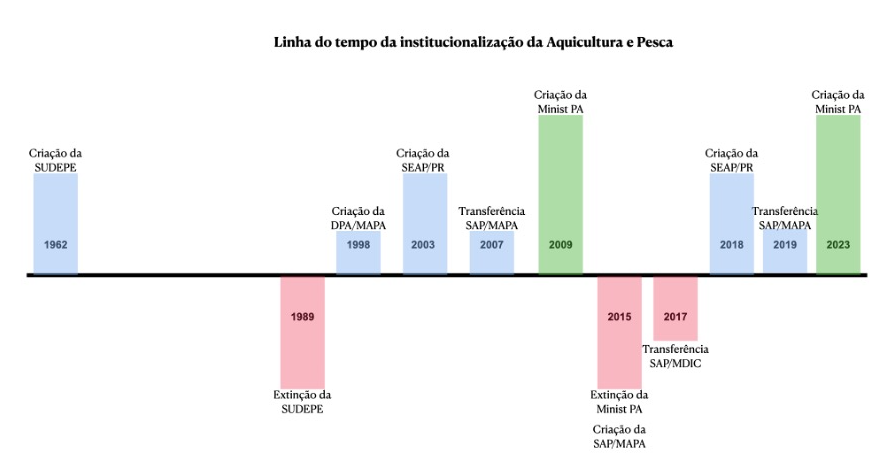 Linha do tempo da institucionalização da Aquicultura e Pesca
Criação da
SUDEPE
1962
Extinção da
SUDEPE
1989
Criação da
DPA/MAPA
1998
Criação da
SEAP/PR
2003
Transferência
SAP/MAPA
2007
Criação da
Minist PA
2009
Extinção da
Minist PA
Criação da
SAP/MAPA
2015
Transferência
SAP/MDIC
2017
Criação da
SEAP/PR
2018
Transferência
SAP/MAPA
2019
Criação da
Minist PA
2023